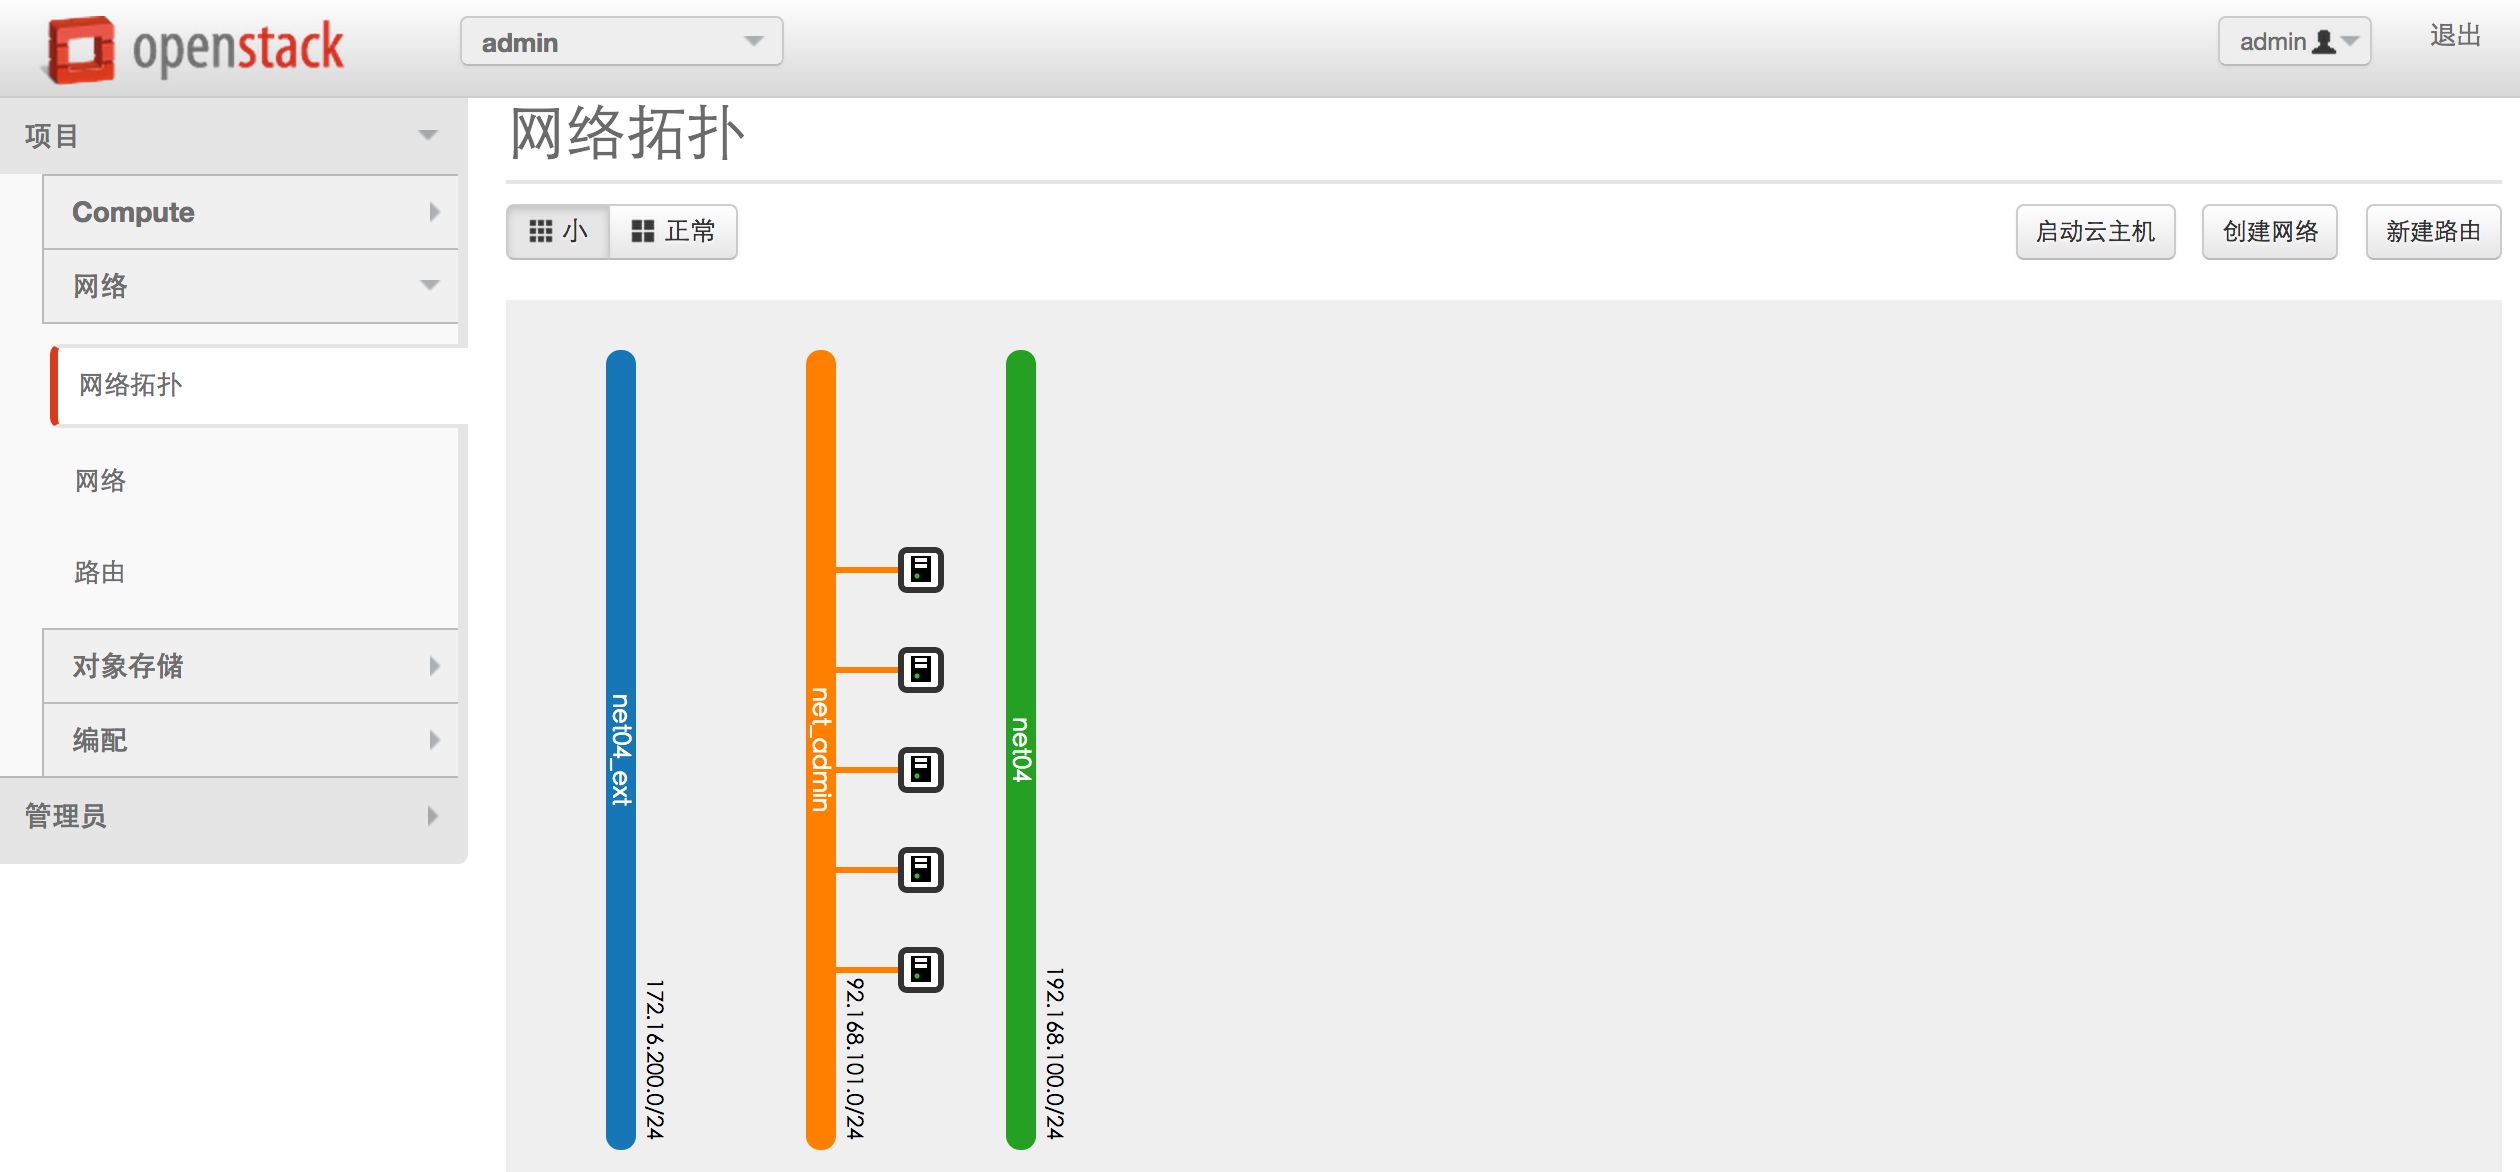 openstack
admin
admin
退出
项目
Compute
网络
网络拓扑
网络
路由
对象存储
编配
管理员
网络拓扑
小
正常
启动云主机
创建网络
新建路由
net04_ext
172.16.200.0/24
net_admin
92.168.101.0/24
net04
192.168.100.0/24